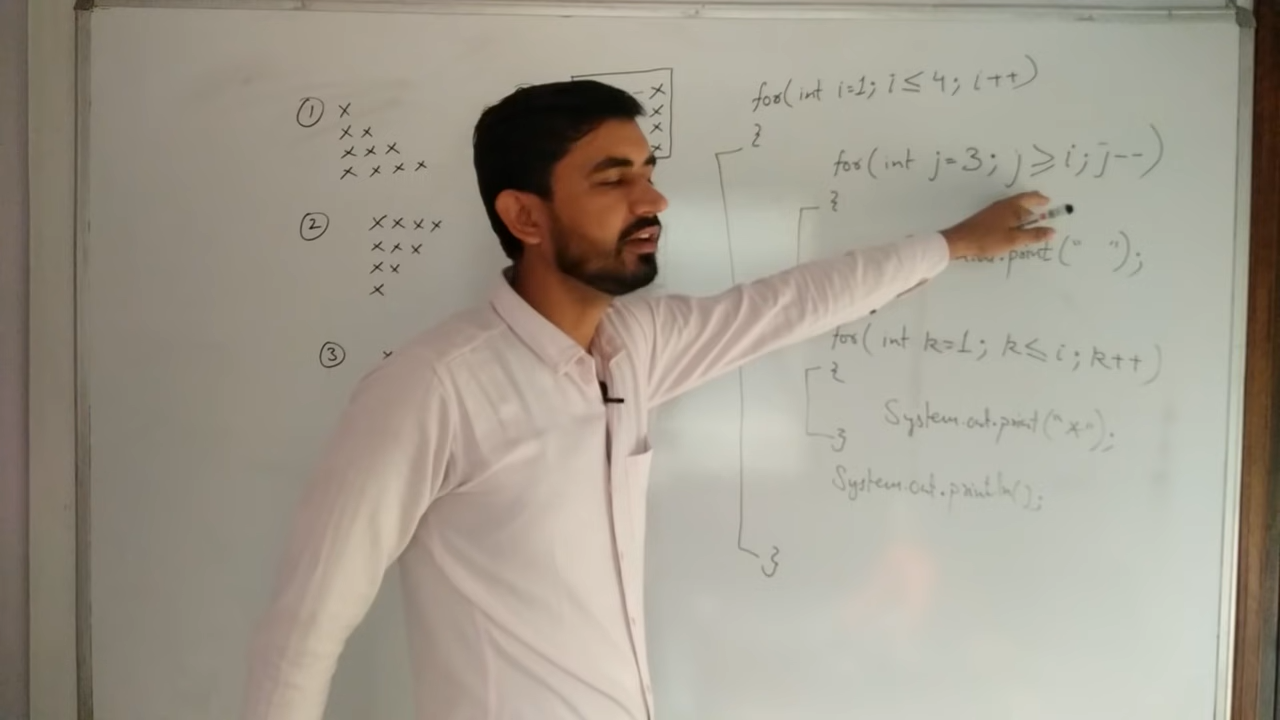 ① x
x x
x x x
x x x x
② x x x x
x x x
x x
x
③ x
- x
x
x
x
for(int i=1; i≤4; i++)
{
for(int j=3; j≥i; j--)
{
.print(" ");
for(int k=1; k≤i; k++)
{
System.out.print("x");
}
System.out.println();
}